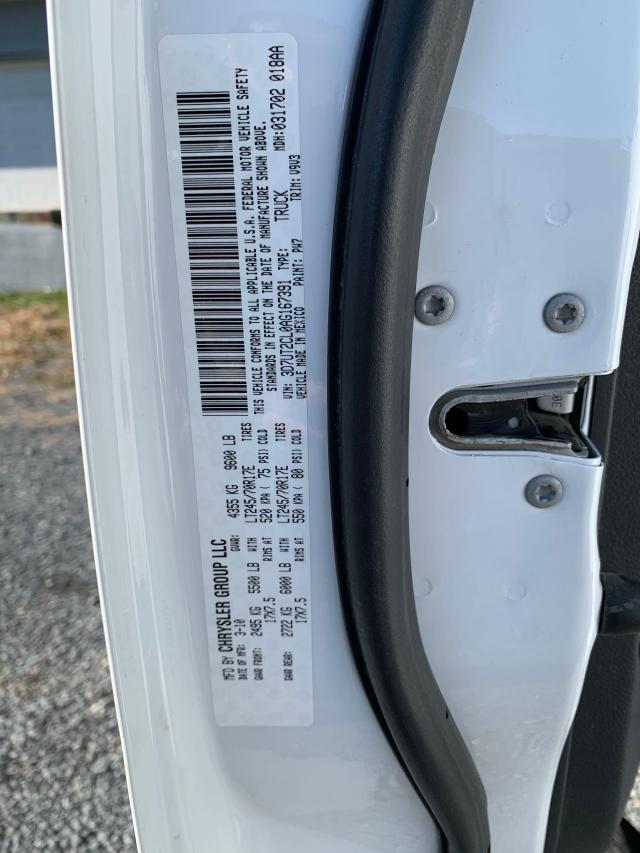 MFD BY CHRYSLER GROUP LLC
DATE OF MFR: 3-10 GVWR: 4355 KG 9600 LB
GAWR FRONT: 2495 KG 5500 LB WITH LT245/70R17E TIRES
17X7.5 RIMS AT 520 KPA ( 75 PSI) COLD
GAWR REAR: 2722 KG 6000 LB WITH LT245/70R17E TIRES
17X7.5 RIMS AT 550 KPA ( 80 PSI) COLD
THIS VEHICLE CONFORMS TO ALL APPLICABLE U.S.A. FEDERAL MOTOR VEHICLE SAFETY
STANDARDS IN EFFECT ON THE DATE OF MANUFACTURE SHOWN ABOVE.
VIN: 3D7UT2CL0AG167391 TYPE: TRUCK MDH: 031702 018AA
VEHICLE MADE IN MEXICO PAINT: PW7 TRIM: V9V3